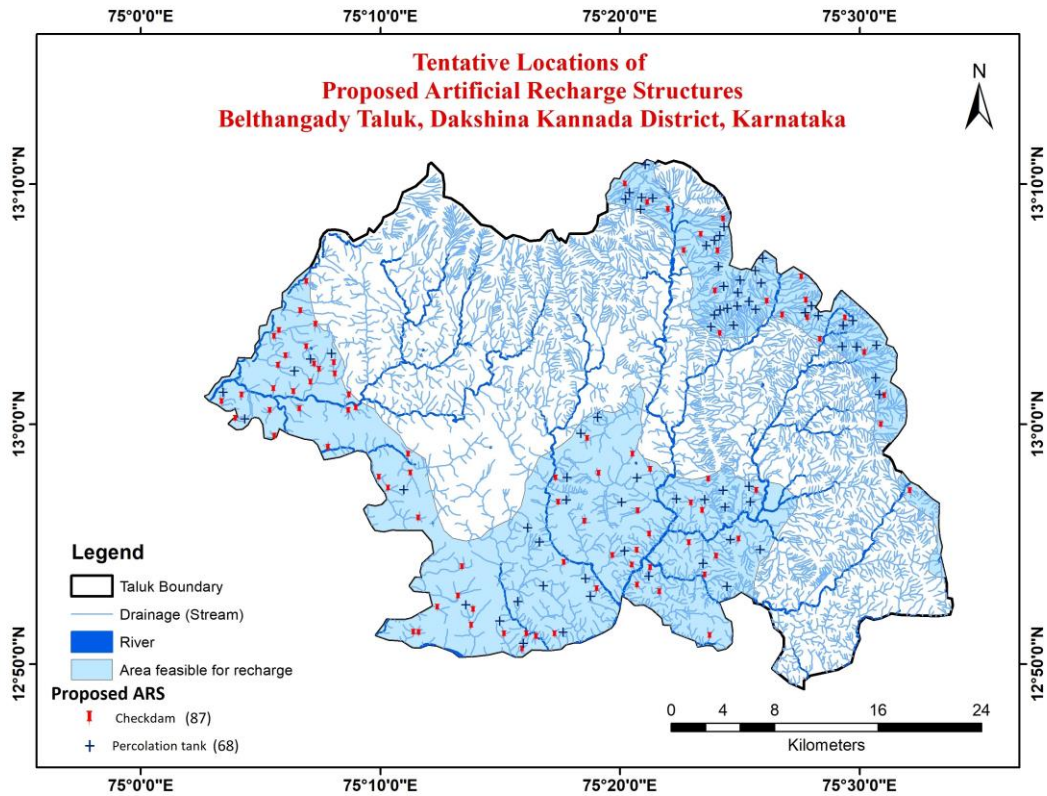 75°0'0"E 75°10'0"E 75°20'0"E 75°30'0"E
Tentative Locations of
Proposed Artificial Recharge Structures
Belthangady Taluk, Dakshina Kannada District, Karnataka
N
13°10'0"N 13°10'0"N
13°0'0"N 13°0'0"N
12°50'0"N 12°50'0"N
Legend
Taluk Boundary
Drainage (Stream)
River
Area feasible for recharge
Proposed ARS
Checkdam (87)
Percolation tank (68)
0 4 8 16 24
Kilometers
75°0'0"E 75°10'0"E 75°20'0"E 75°30'0"E